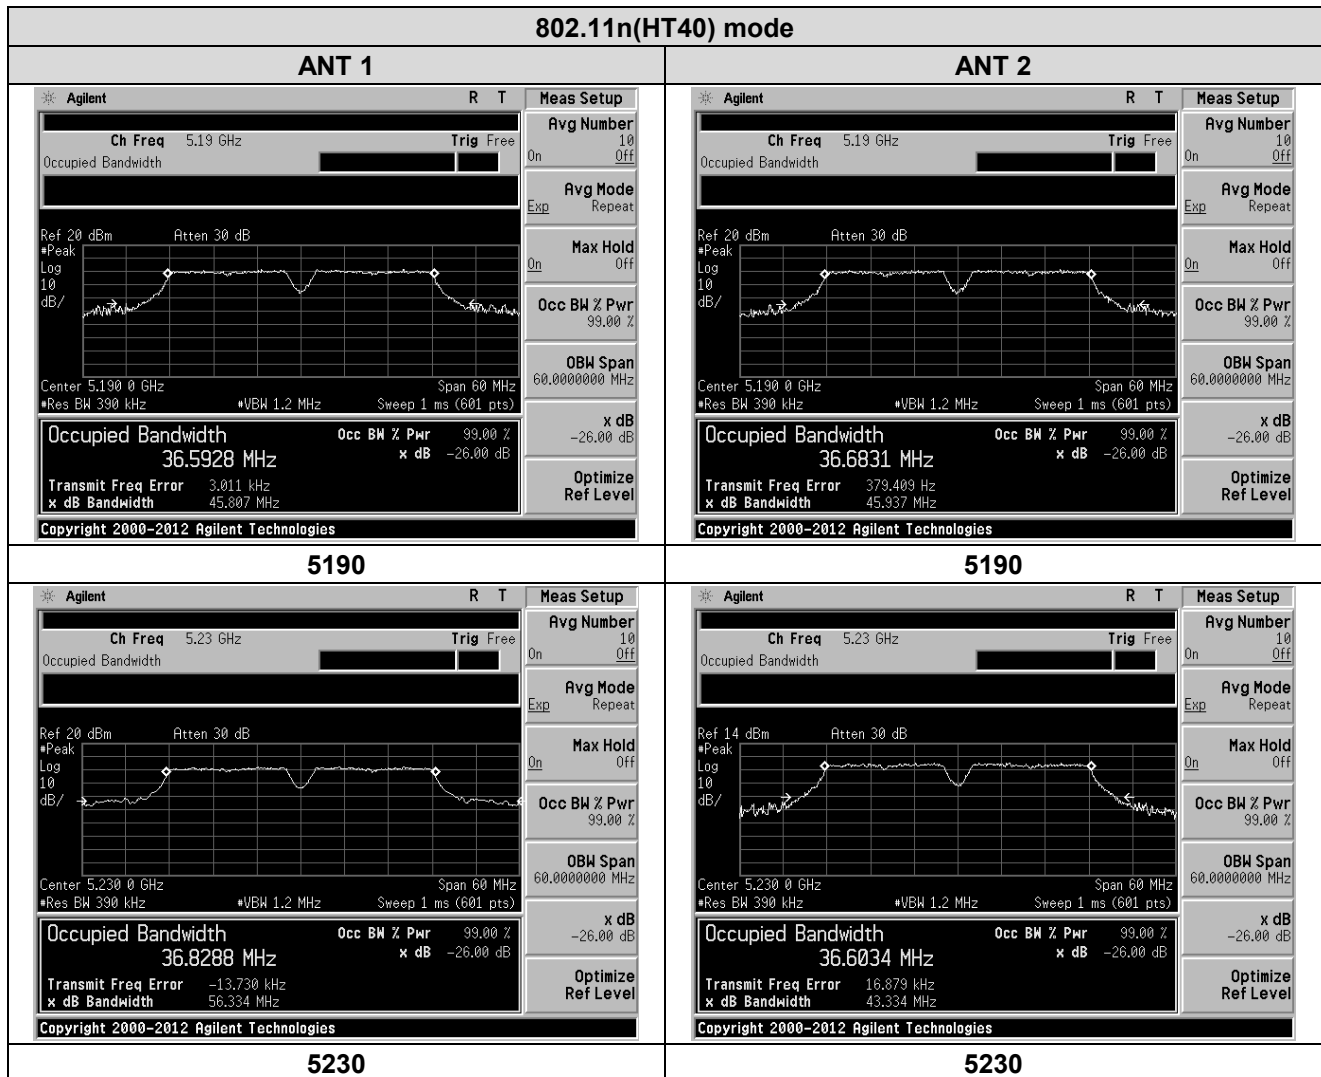 802.11n(HT40) mode
ANT 1
ANT 2
Agilent R T Meas Setup
Ch Freq 5.19 GHz Trig Free
Occupied Bandwidth
Avg Number
10
On Off
Avg Mode
Exp Repeat
Max Hold
On Off
Occ BW % Pwr
99.00 %
OBW Span
60.0000000 MHz
x dB
-26.00 dB
Optimize
Ref Level
Ref 20 dBm Atten 30 dB
#Peak
Log
10
dB/
Center 5.190 0 GHz Span 60 MHz
#Res BW 390 kHz #VBW 1.2 MHz Sweep 1 ms (601 pts)
Occupied Bandwidth Occ BW % Pwr 99.00 %
36.5928 MHz x dB -26.00 dB
Transmit Freq Error 3.011 kHz
x dB Bandwidth 45.807 MHz
Copyright 2000-2012 Agilent Technologies
Agilent R T Meas Setup
Ch Freq 5.19 GHz Trig Free
Occupied Bandwidth
Avg Number
10
On Off
Avg Mode
Exp Repeat
Max Hold
On Off
Occ BW % Pwr
99.00 %
OBW Span
60.0000000 MHz
x dB
-26.00 dB
Optimize
Ref Level
Ref 20 dBm Atten 30 dB
#Peak
Log
10
dB/
Center 5.190 0 GHz Span 60 MHz
#Res BW 390 kHz #VBW 1.2 MHz Sweep 1 ms (601 pts)
Occupied Bandwidth Occ BW % Pwr 99.00 %
36.6831 MHz x dB -26.00 dB
Transmit Freq Error 379.409 Hz
x dB Bandwidth 45.937 MHz
Copyright 2000-2012 Agilent Technologies
5190
5190
Agilent R T Meas Setup
Ch Freq 5.23 GHz Trig Free
Occupied Bandwidth
Avg Number
10
On Off
Avg Mode
Exp Repeat
Max Hold
On Off
Occ BW % Pwr
99.00 %
OBW Span
60.0000000 MHz
x dB
-26.00 dB
Optimize
Ref Level
Ref 20 dBm Atten 30 dB
#Peak
Log
10
dB/
Center 5.230 0 GHz Span 60 MHz
#Res BW 390 kHz #VBW 1.2 MHz Sweep 1 ms (601 pts)
Occupied Bandwidth Occ BW % Pwr 99.00 %
36.8288 MHz x dB -26.00 dB
Transmit Freq Error -13.730 kHz
x dB Bandwidth 56.334 MHz
Copyright 2000-2012 Agilent Technologies
Agilent R T Meas Setup
Ch Freq 5.23 GHz Trig Free
Occupied Bandwidth
Avg Number
10
On Off
Avg Mode
Exp Repeat
Max Hold
On Off
Occ BW % Pwr
99.00 %
OBW Span
60.0000000 MHz
x dB
-26.00 dB
Optimize
Ref Level
Ref 14 dBm Atten 30 dB
#Peak
Log
10
dB/
Center 5.230 0 GHz Span 60 MHz
#Res BW 390 kHz #VBW 1.2 MHz Sweep 1 ms (601 pts)
Occupied Bandwidth Occ BW % Pwr 99.00 %
36.6034 MHz x dB -26.00 dB
Transmit Freq Error 16.879 kHz
x dB Bandwidth 43.334 MHz
Copyright 2000-2012 Agilent Technologies
5230
5230